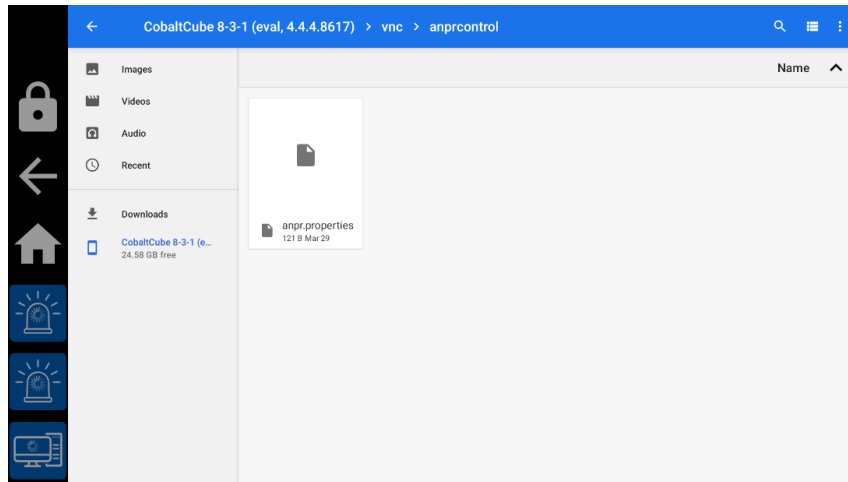 CobaltCube 8-3-1 (eval, 4.4.4.8617) > vnc > anprcontrol
Images
Videos
Audio
Recent
Downloads
CobaltCube 8-3-1 (e...
24.58 GB free
Name
anpr.properties
121 B Mar 29